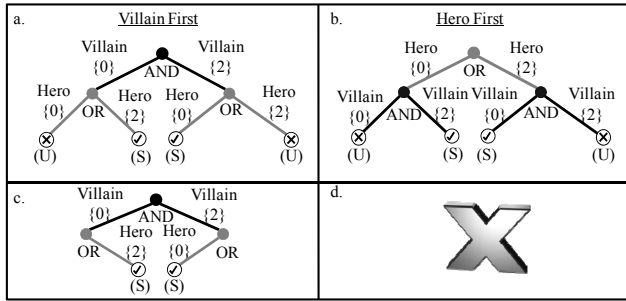 a. Villain First
Villain Villain
{0} {2}
AND
Hero Hero Hero Hero
{0} OR {2} {0} OR {2}
(U) (S) (S) (U)
b. Hero First
Hero Hero
{0} {2}
OR
Villain Villain Villain Villain
{0} AND {2} {0} AND {2}
(U) (S) (S) (U)
c.
Villain Villain
{0} {2}
AND
Hero Hero
OR {2} {0} OR
(S) (S)
d.
X